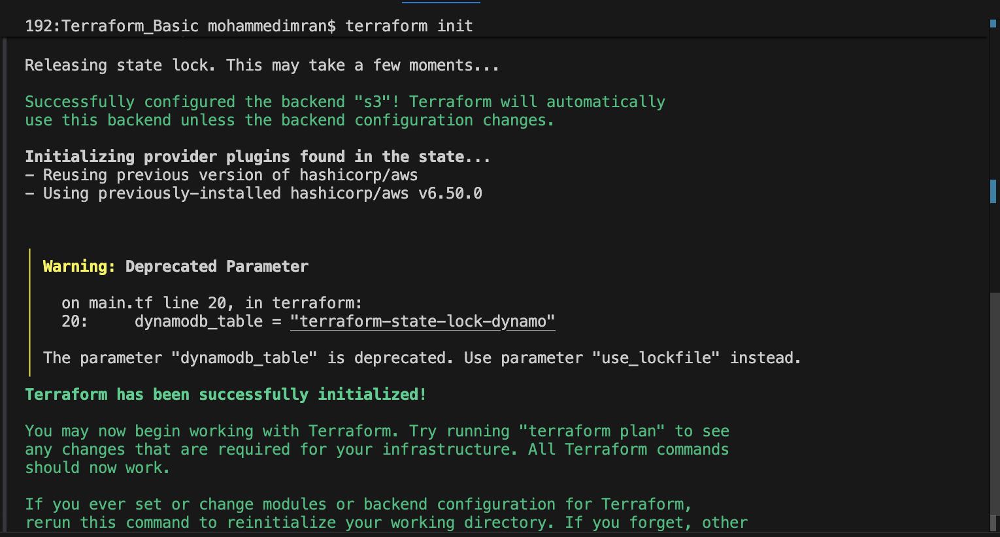 192:Terraform_Basic mohammedimran$ terraform init
Releasing state lock. This may take a few moments...
Successfully configured the backend "s3"! Terraform will automatically
use this backend unless the backend configuration changes.
Initializing provider plugins found in the state...
- Reusing previous version of hashicorp/aws
- Using previously-installed hashicorp/aws v6.50.0
Warning: Deprecated Parameter
on main.tf line 20, in terraform:
20:     dynamodb_table = "terraform-state-lock-dynamo"
The parameter "dynamodb_table" is deprecated. Use parameter "use_lockfile" instead.
Terraform has been successfully initialized!
You may now begin working with Terraform. Try running "terraform plan" to see
any changes that are required for your infrastructure. All Terraform commands
should now work.
If you ever set or change modules or backend configuration for Terraform,
rerun this command to reinitialize your working directory. If you forget, other